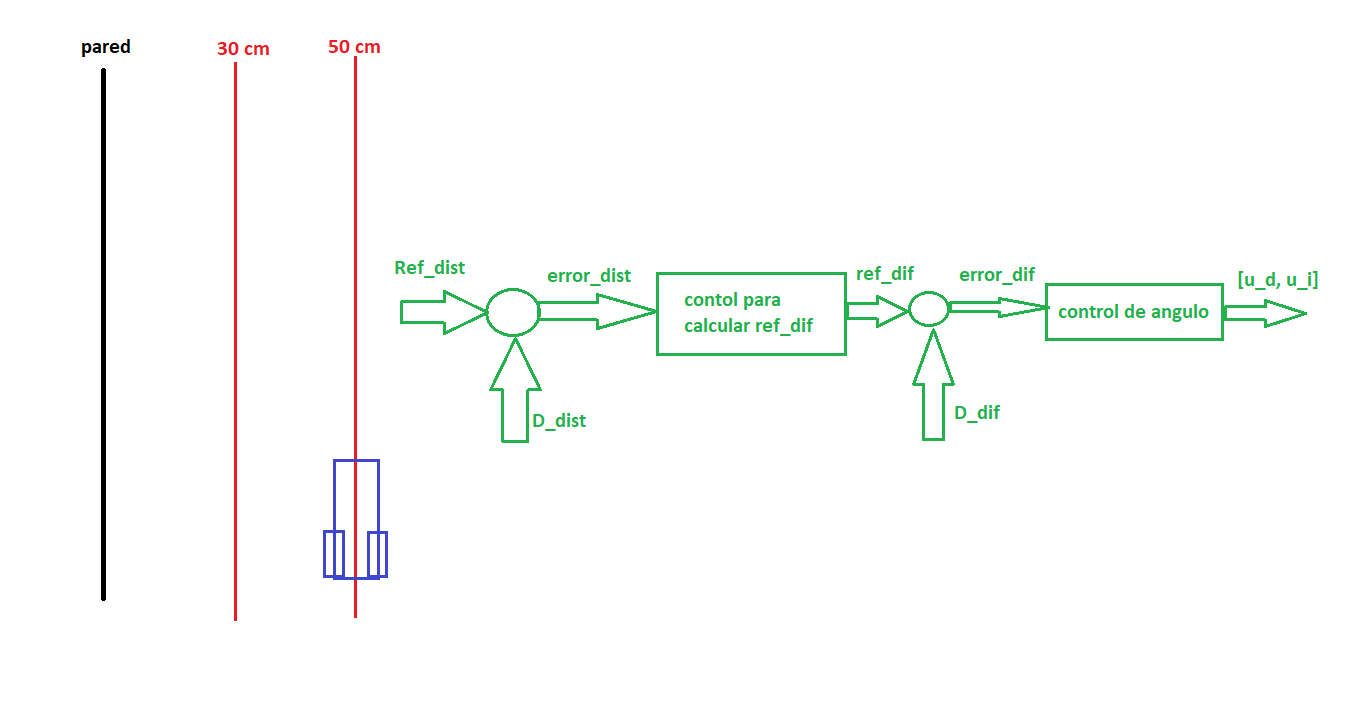 pared
30 cm
50 cm
Ref_dist
error_dist
contol para
calcular ref_dif
ref_dif
error_dif
control de angulo
[u_d, u_i]
D_dist
D_dif